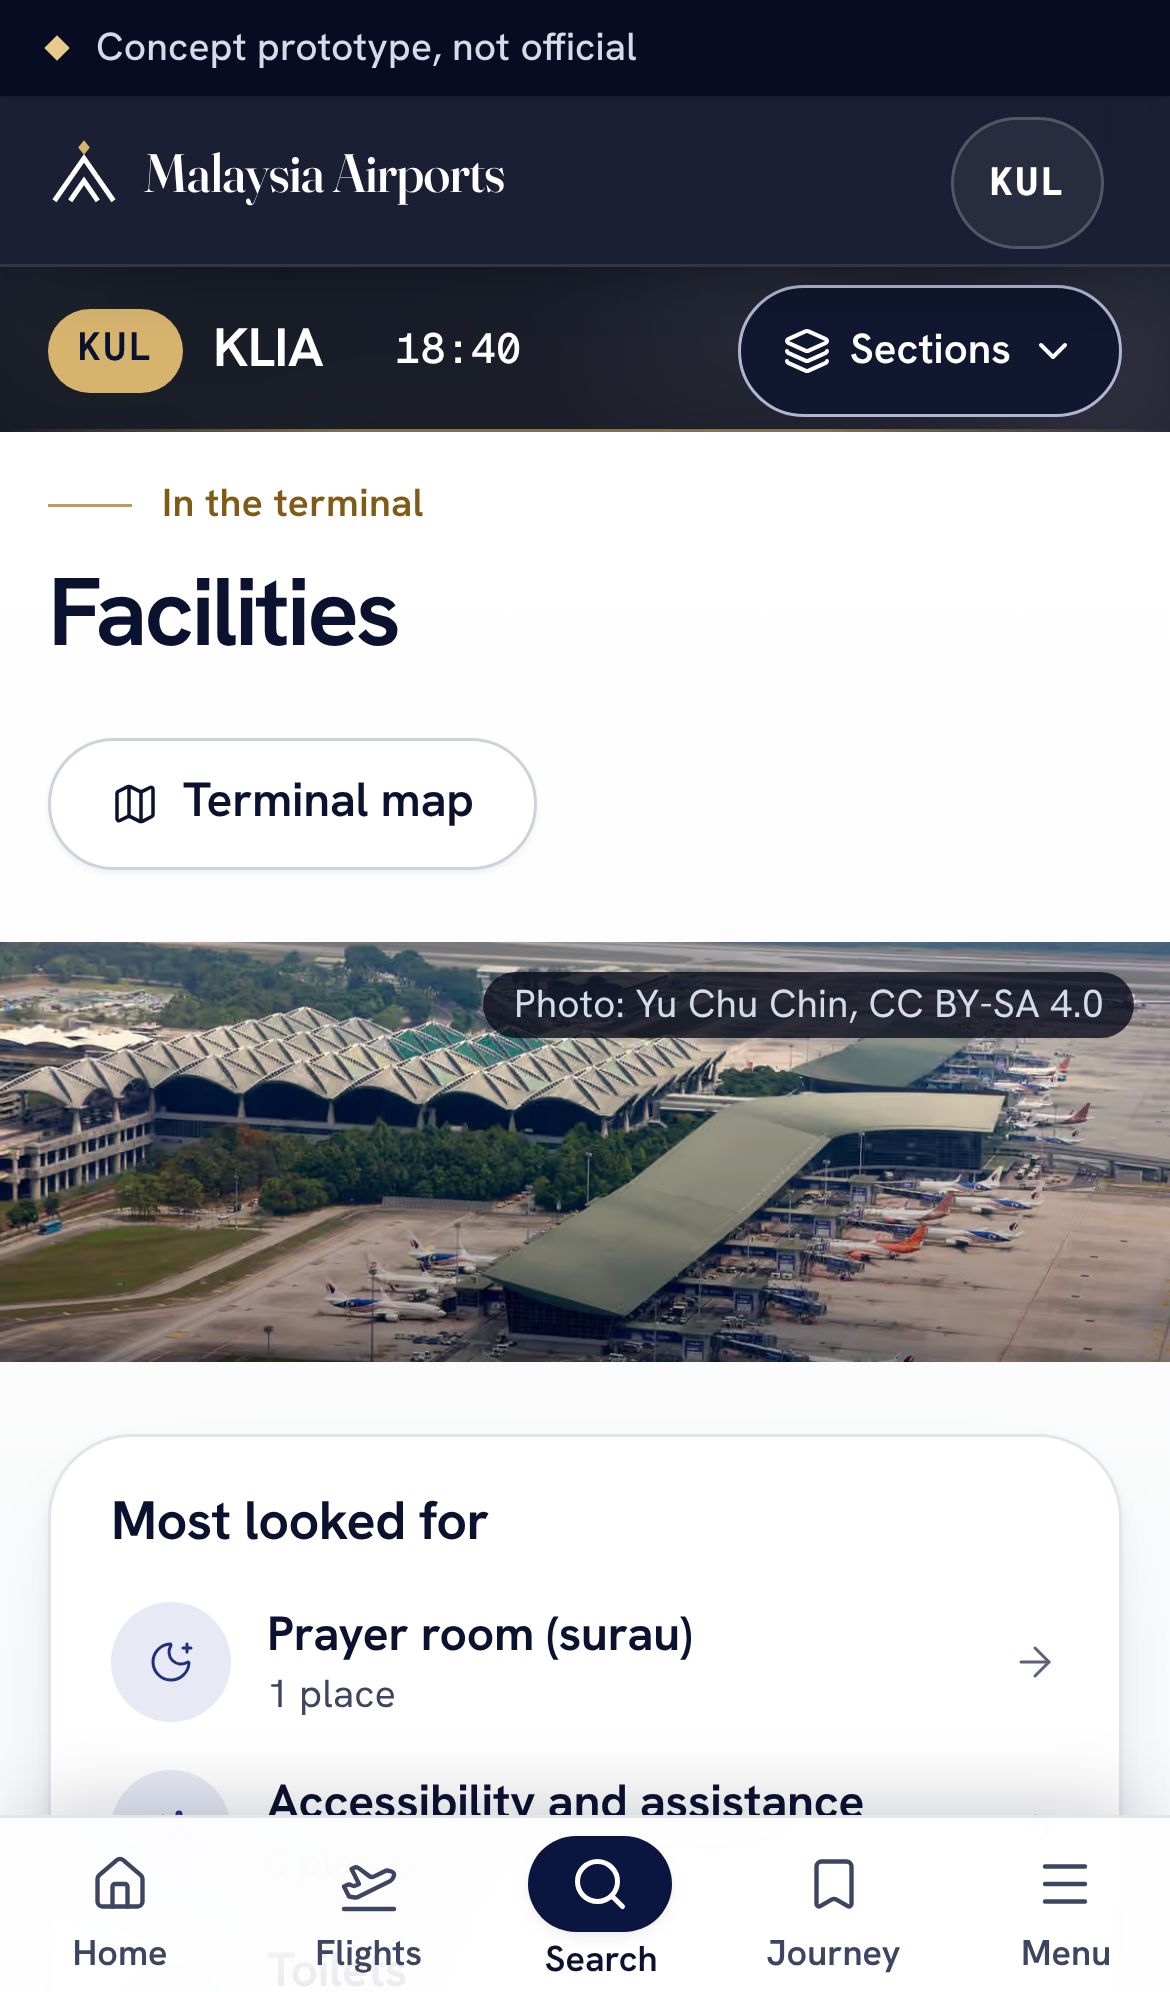 Concept prototype, not official
Malaysia Airports
KUL
KUL KLIA 18:40 Sections
In the terminal
Facilities
Terminal map
Photo: Yu Chu Chin, CC BY-SA 4.0
Most looked for
Prayer room (surau)
1 place
Accessibility and assistance
Toilets
Home Flights Search Journey Menu